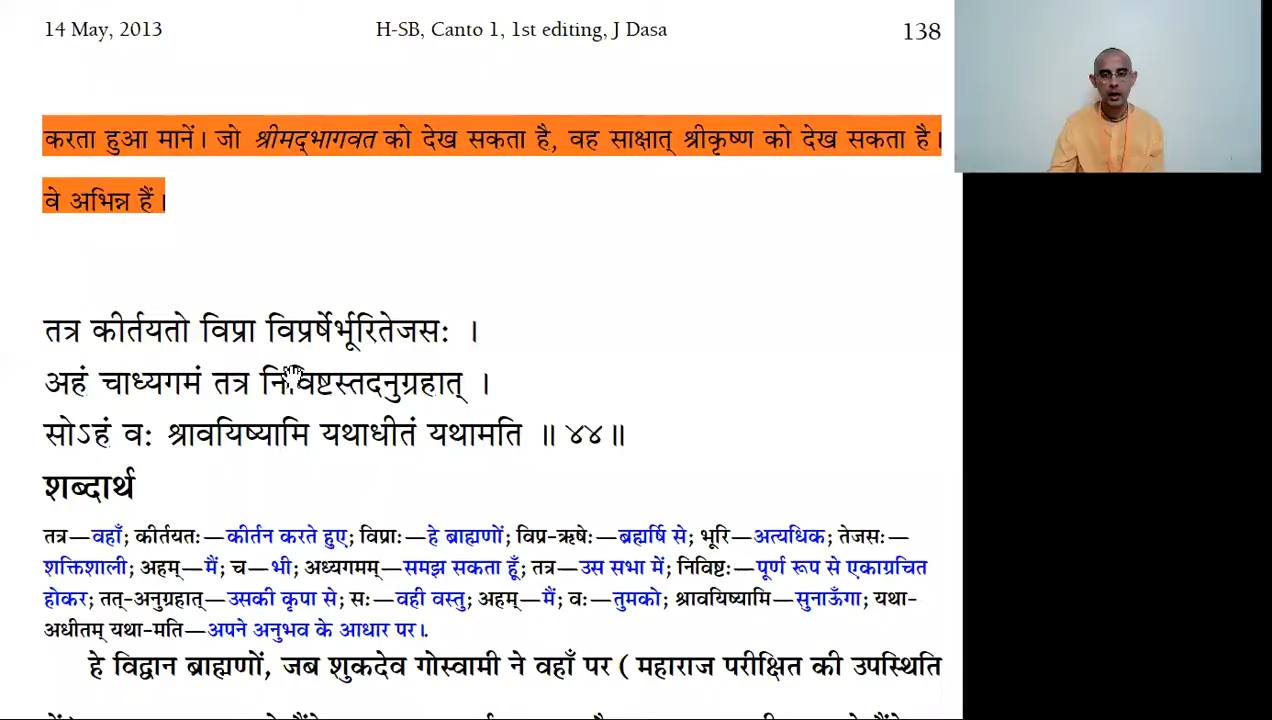 14 May, 2013 H-SB, Canto 1, 1st editing, J Dasa 138
करता हुआ मानें। जो श्रीमद्भागवत को देख सकता है, वह साक्षात् श्रीकृष्ण को देख सकता है।
वे अभिन्न हैं।
तत्र कीर्तयतो विप्रा विप्रर्षेर्भूरितेजसः ।
अहं चाध्यगमं तत्र निविष्टस्तदनुग्रहात् ।
सोऽहं वः श्रावयिष्यामि यथाधीतं यथामति ॥ ४४॥
शब्दार्थ
तत्र—वहाँ; कीर्तयतः—कीर्तन करते हुए; विप्राः—हे ब्राह्मणों; विप्र-ऋषेः—ब्रह्मर्षि से; भूरि—अत्यधिक; तेजसः—
शक्तिशाली; अहम्—मैं; च—भी; अध्यगमम्—समझ सकता हूँ; तत्र—उस सभा में; निविष्टः—पूर्ण रूप से एकाग्रचित
होकर; तत्-अनुग्रहात्—उसकी कृपा से; सः—वही वस्तु; अहम्—मैं; वः—तुमको; श्रावयिष्यामि—सुनाऊँगा; यथा-
अधीतम् यथा-मति—अपने अनुभव के आधार पर।.
हे विद्वान ब्राह्मणों, जब शुकदेव गोस्वामी ने वहाँ पर ( महाराज परीक्षित की उपस्थिति